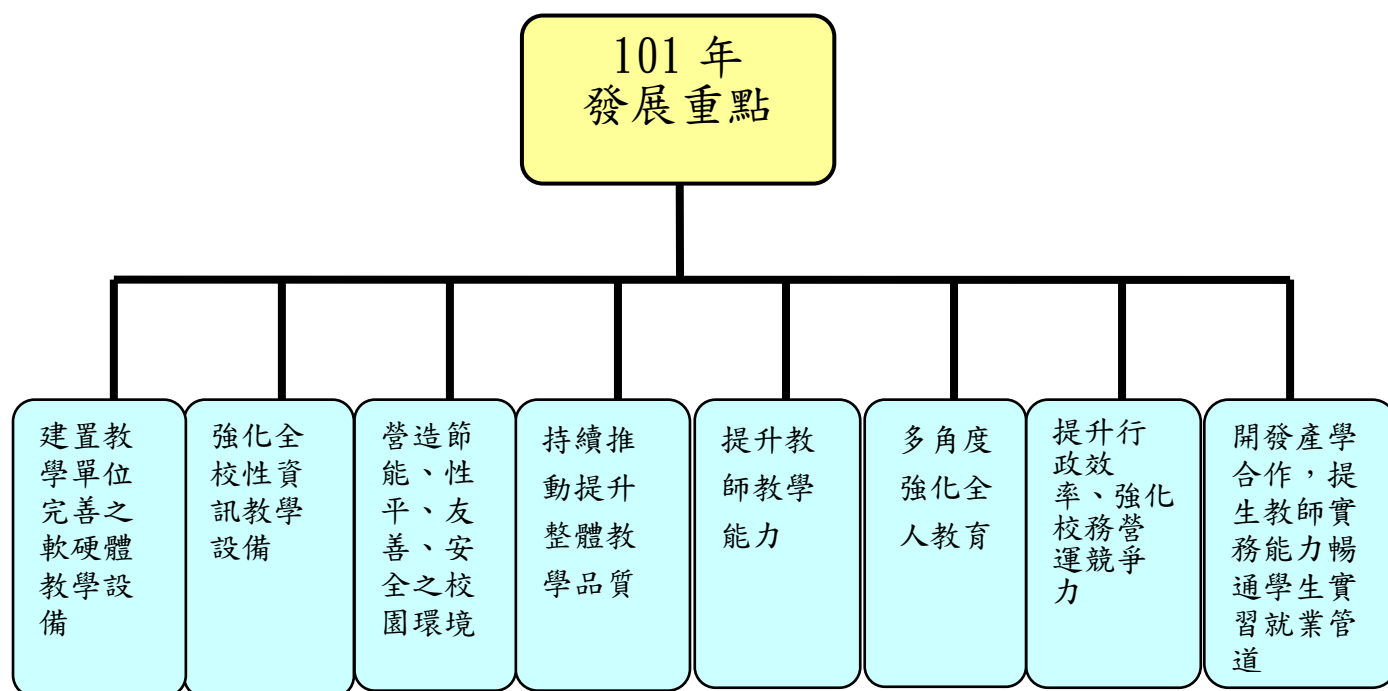 101 年
發展重點
建置教
學單位
完善之
軟硬體
教學設
備
強化全
校性資
訊教學
設備
營造節
能、性
平、友
善、安
全之校
園環境
持續推
動提升
整體教
學品質
提升教
師教學
能力
多角度
強化全
人教育
提升行
政效
率、強化
校務營
運競爭
力
開發產學
合作，提
生教師實
務能力暢
通學生實
習就業管
道